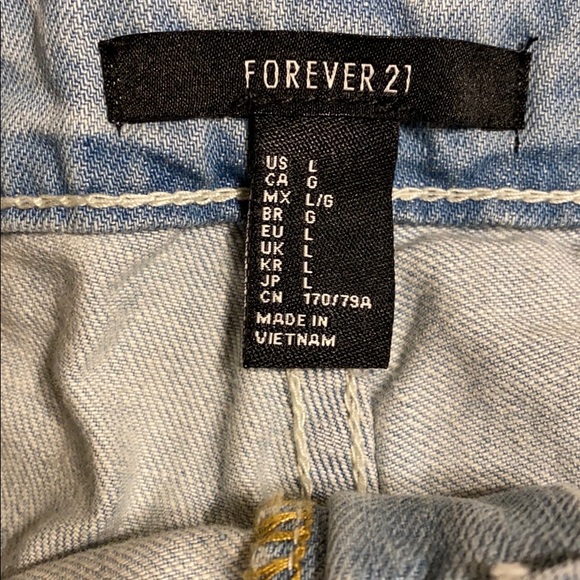 FOREVER 21
US L
CA G
MX L/G
BR G
EU L
UK L
KR L
JP L
CN 170/79A
MADE IN
VIETNAM